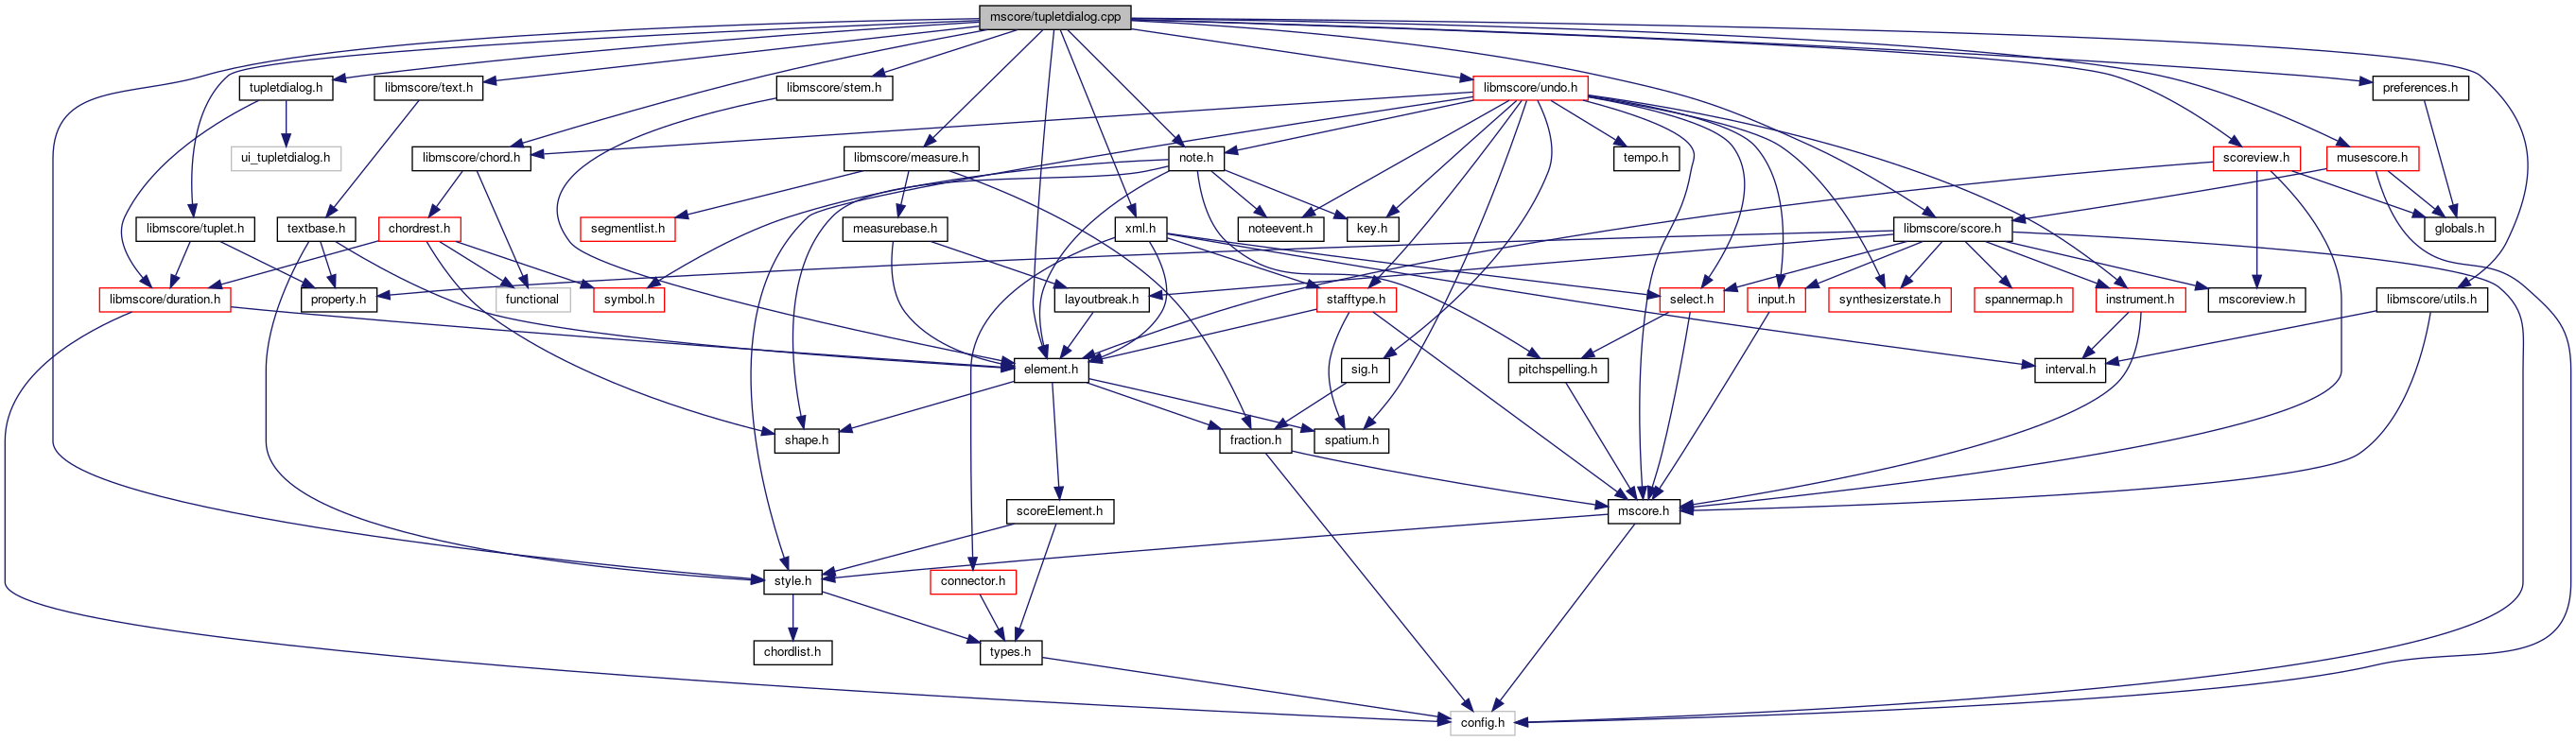 mscore/tupletdialog.cpp
tupletdialog.h
libmscore/text.h
libmscore/stem.h
libmscore/undo.h
preferences.h
ui_tupletdialog.h
libmscore/chord.h
libmscore/measure.h
note.h
tempo.h
scoreview.h
musescore.h
libmscore/tuplet.h
textbase.h
chordrest.h
segmentlist.h
measurebase.h
xml.h
noteevent.h
key.h
libmscore/score.h
globals.h
libmscore/duration.h
property.h
functional
symbol.h
layoutbreak.h
stafftype.h
select.h
input.h
synthesizerstate.h
spannermap.h
instrument.h
mscoreview.h
libmscore/utils.h
element.h
sig.h
pitchspelling.h
interval.h
shape.h
fraction.h
spatium.h
scoreElement.h
mscore.h
style.h
connector.h
chordlist.h
types.h
config.h